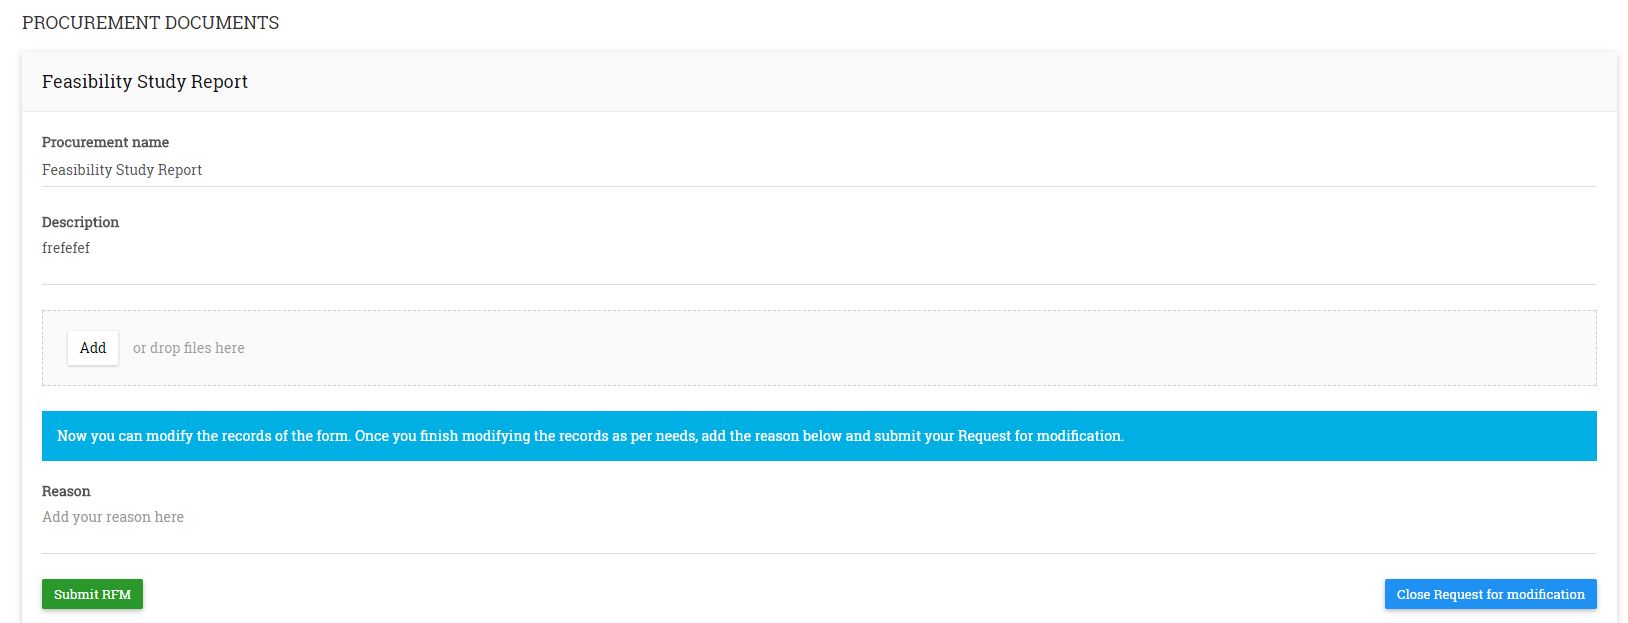 PROCUREMENT DOCUMENTS
Feasibility Study Report
Procurement name
Feasibility Study Report
Description
frefefef
Add or drop files here
Now you can modify the records of the form. Once you finish modifying the records as per needs, add the reason below and submit your Request for modification.
Reason
Add your reason here
Submit RFM Close Request for modification